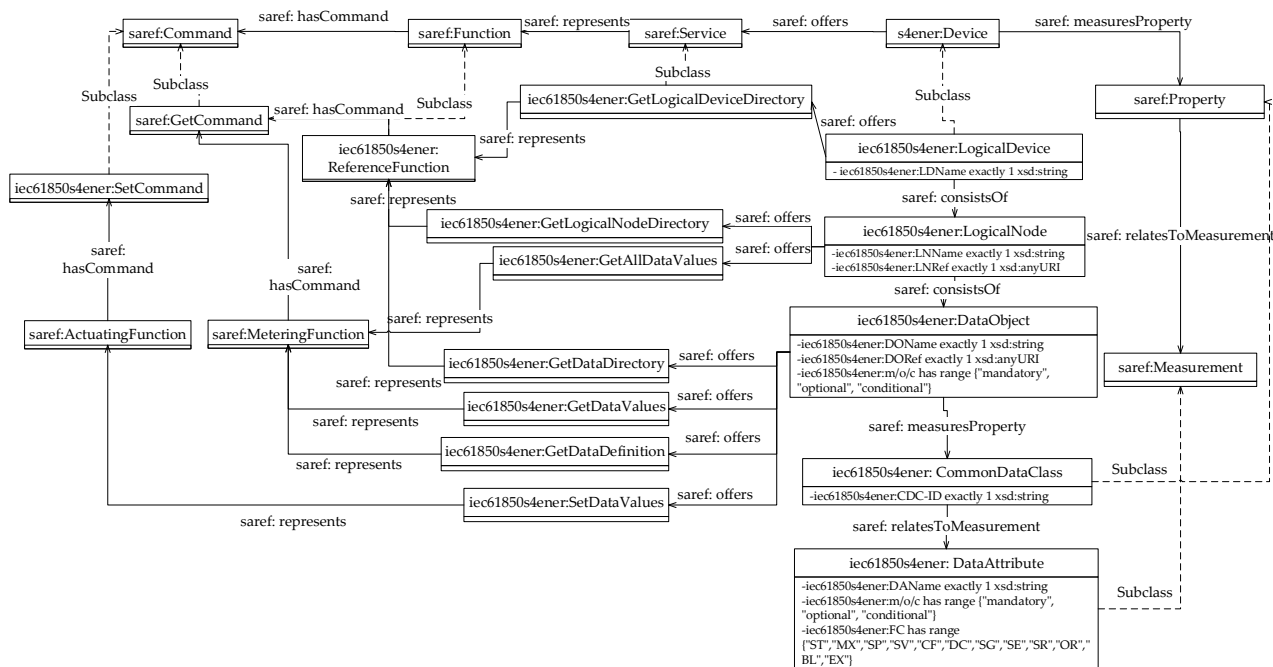 saref: hasCommand
saref: represents
saref: offers
saref: measuresProperty
saref:Command
saref:Function
saref:Service
s4ener:Device
Subclass
Subclass
Subclass
Subclass
Subclass
saref:GetCommand
saref: hasCommand
iec61850s4ener:GetLogicalDeviceDirectory
saref: offers
saref:Property
saref: represents
iec61850s4ener:
ReferenceFunction
iec61850s4ener:LogicalDevice
- iec61850s4ener:LDName exactly 1 xsd:string
iec61850s4ener:SetCommand
saref: represents
saref: consistsOf
iec61850s4ener:GetLogicalNodeDirectory
saref: offers
iec61850s4ener:LogicalNode
-iec61850s4ener:LNName exactly 1 xsd:string
-iec61850s4ener:LNRef exactly 1 xsd:anyURI
saref: relatesToMeasurement
saref:
hasCommand
iec61850s4ener:GetAllDataValues
saref: offers
saref:
hasCommand
saref: consistsOf
saref:ActuatingFunction
saref:MeteringFunction
saref: represents
iec61850s4ener:DataObject
-iec61850s4ener:DOName exactly 1 xsd:string
-iec61850s4ener:DORef exactly 1 xsd:anyURI
-iec61850s4ener:m/o/c has range {"mandatory",
"optional", "conditional"}
iec61850s4ener:GetDataDirectory
saref: offers
saref:Measurement
saref: represents
iec61850s4ener:GetDataValues
saref: offers
saref: represents
saref: measuresProperty
iec61850s4ener:GetDataDefinition
saref: offers
saref: represents
iec61850s4ener: CommonDataClass
-iec61850s4ener:CDC-ID exactly 1 xsd:string
Subclass
iec61850s4ener:SetDataValues
saref: offers
saref: represents
saref: relatesToMeasurement
iec61850s4ener: DataAttribute
-iec61850s4ener:DAName exactly 1 xsd:string
-iec61850s4ener:m/o/c has range {"mandatory",
"optional", "conditional"}
-iec61850s4ener:FC has range
{"ST","MX","SP","SV","CF","DC","SG","SE","SR","OR","
BL","EX"}
Subclass